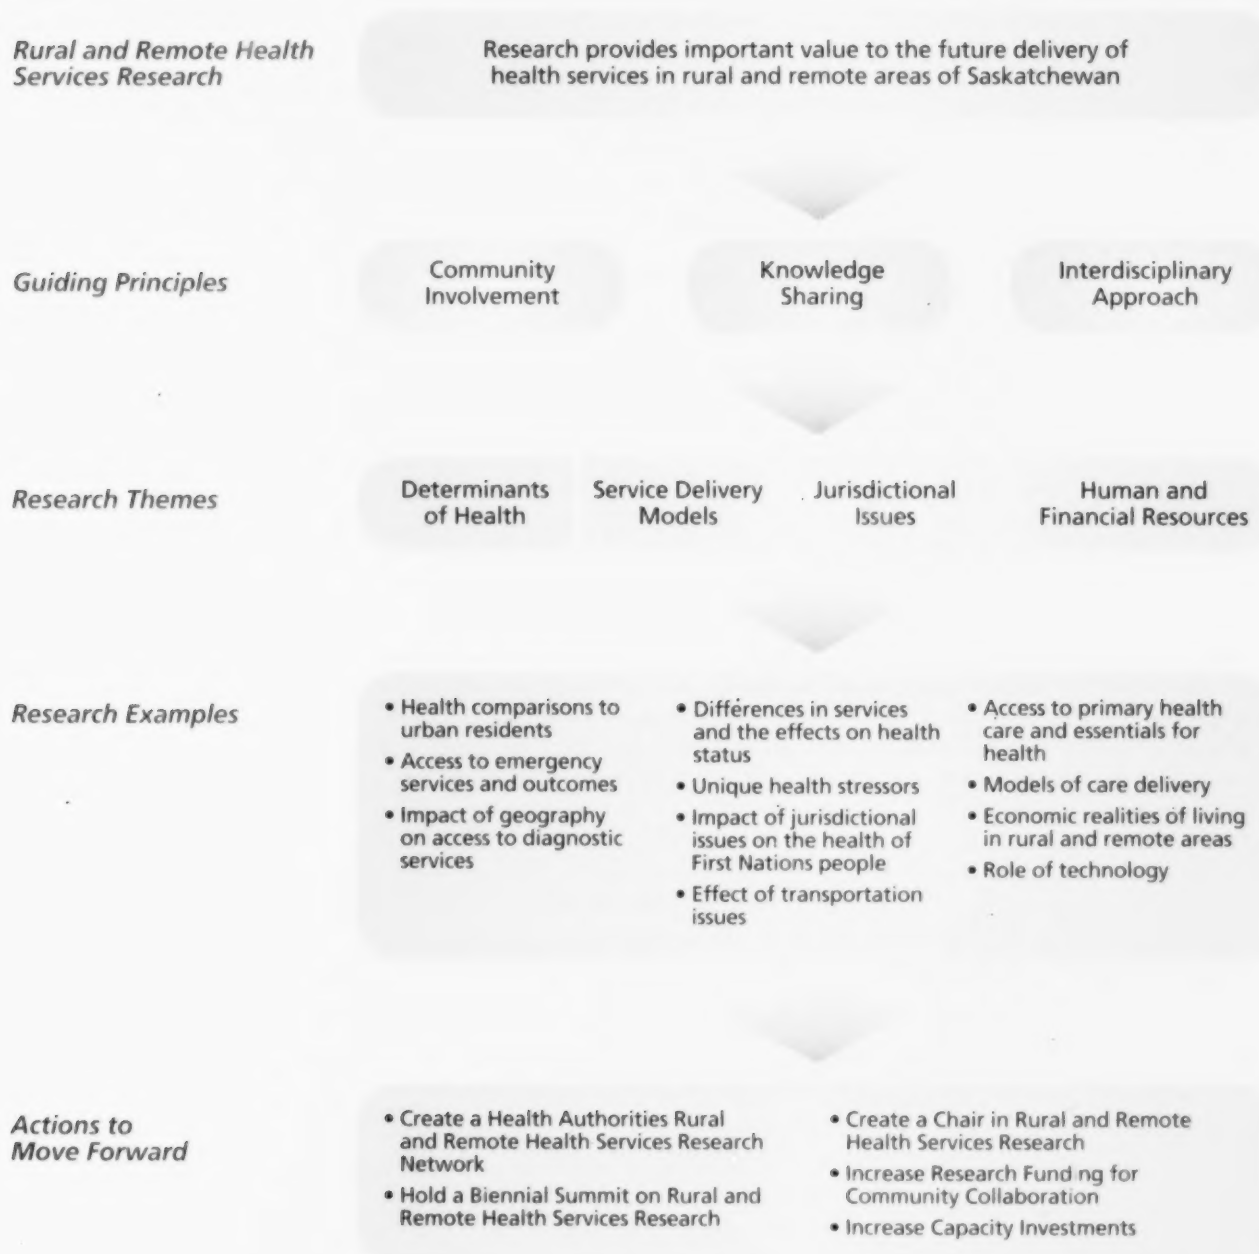 Rural and Remote Health
Services Research
Research provides important value to the future delivery of
health services in rural and remote areas of Saskatchewan
Guiding Principles
Community
Involvement
Knowledge
Sharing
Interdisciplinary
Approach
Research Themes
Determinants
of Health
Service Delivery
Models
Jurisdictional
Issues
Human and
Financial Resources
Research Examples
• Health comparisons to
urban residents
• Access to emergency
services and outcomes
• Impact of geography
on access to diagnostic
services
• Differences in services
and the effects on health
status
• Unique health stressors
• Impact of jurisdictional
issues on the health of
First Nations people
• Effect of transportation
issues
• Access to primary health
care and essentials for
health
• Models of care delivery
• Economic realities of living
in rural and remote areas
• Role of technology
Actions to
Move Forward
• Create a Health Authorities Rural
and Remote Health Services Research
Network
• Hold a Biennial Summit on Rural and
Remote Health Services Research
• Create a Chair in Rural and Remote
Health Services Research
• Increase Research Fund ng for
Community Collaboration
• Increase Capacity Investments